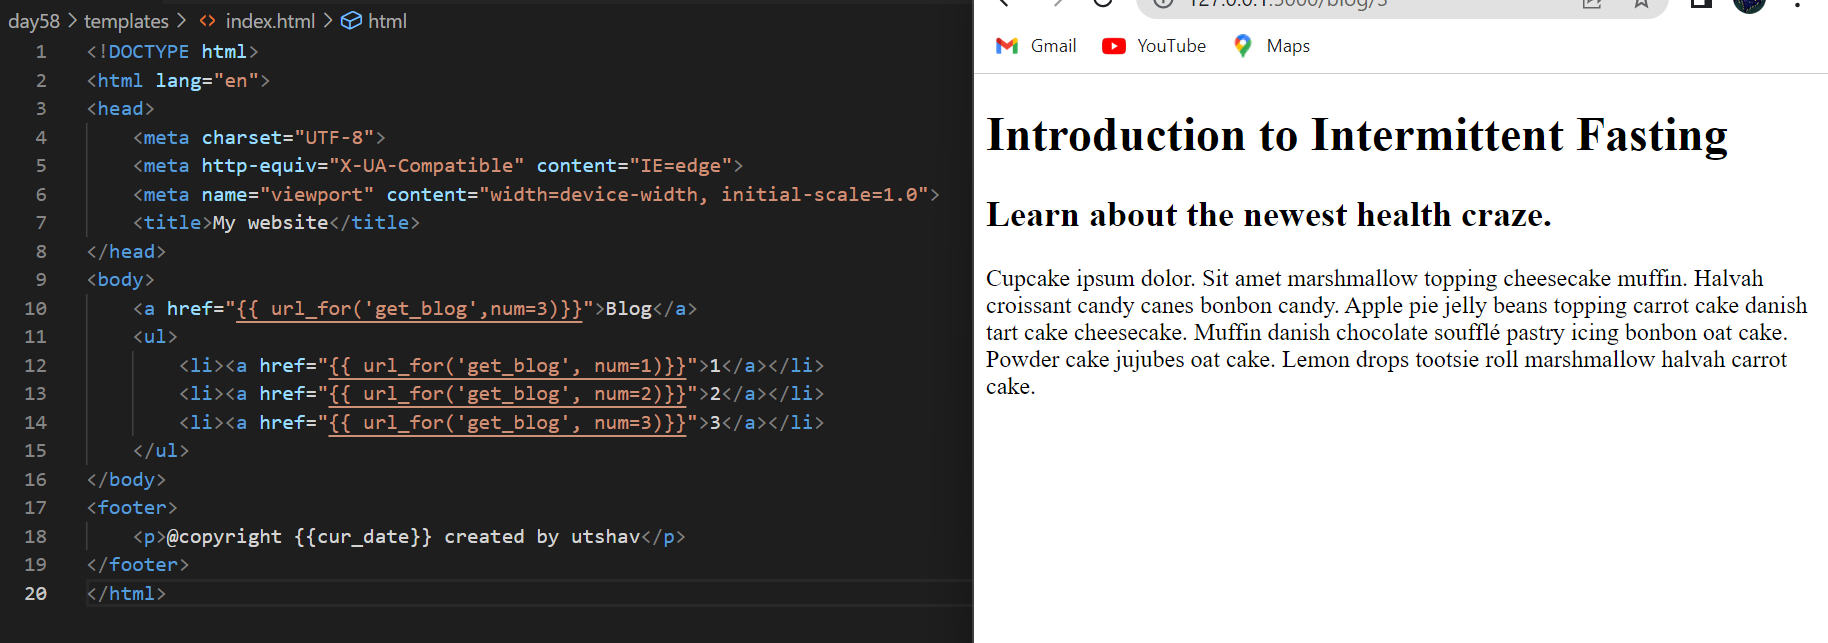 day58 > templates > <> index.html > html
1 <!DOCTYPE html>
2 <html lang="en">
3 <head>
4     <meta charset="UTF-8">
5     <meta http-equiv="X-UA-Compatible" content="IE=edge">
6     <meta name="viewport" content="width=device-width, initial-scale=1.0">
7     <title>My website</title>
8 </head>
9 <body>
10     <a href="{{ url_for('get_blog',num=3)}}">Blog</a>
11     <ul>
12         <li><a href="{{ url_for('get_blog', num=1)}}">1</a></li>
13         <li><a href="{{ url_for('get_blog', num=2)}}">2</a></li>
14         <li><a href="{{ url_for('get_blog', num=3)}}">3</a></li>
15     </ul>
16 </body>
17 <footer>
18     <p>@copyright {{cur_date}} created by utshav</p>
19 </footer>
20 </html>
127.0.0.1:5000/blog/3
Gmail YouTube Maps
Introduction to Intermittent Fasting
Learn about the newest health craze.
Cupcake ipsum dolor. Sit amet marshmallow topping cheesecake muffin. Halvah
croissant candy canes bonbon candy. Apple pie jelly beans topping carrot cake danish
tart cake cheesecake. Muffin danish chocolate soufflé pastry icing bonbon oat cake.
Powder cake jujubes oat cake. Lemon drops tootsie roll marshmallow halvah carrot
cake.